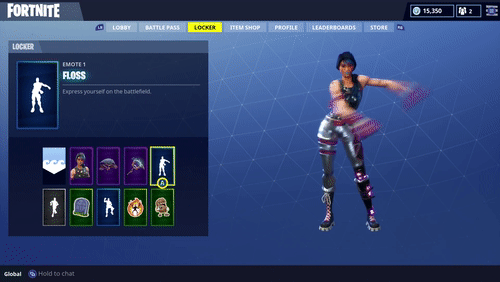 FORTNITE
LOBBY BATTLE PASS LOCKER ITEM SHOP PROFILE LEADERBOARDS STORE
15,350 2
LOCKER
EMOTE 1
FLOSS
Express yourself on the battlefield.
Global Hold to chat